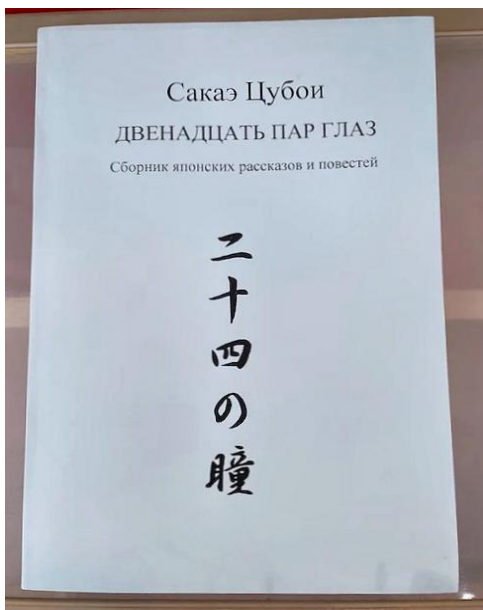 Сакаэ Цубои
ДВЕНАДЦАТЬ ПАР ГЛАЗ
Сборник японских рассказов и повестей
二十四の瞳